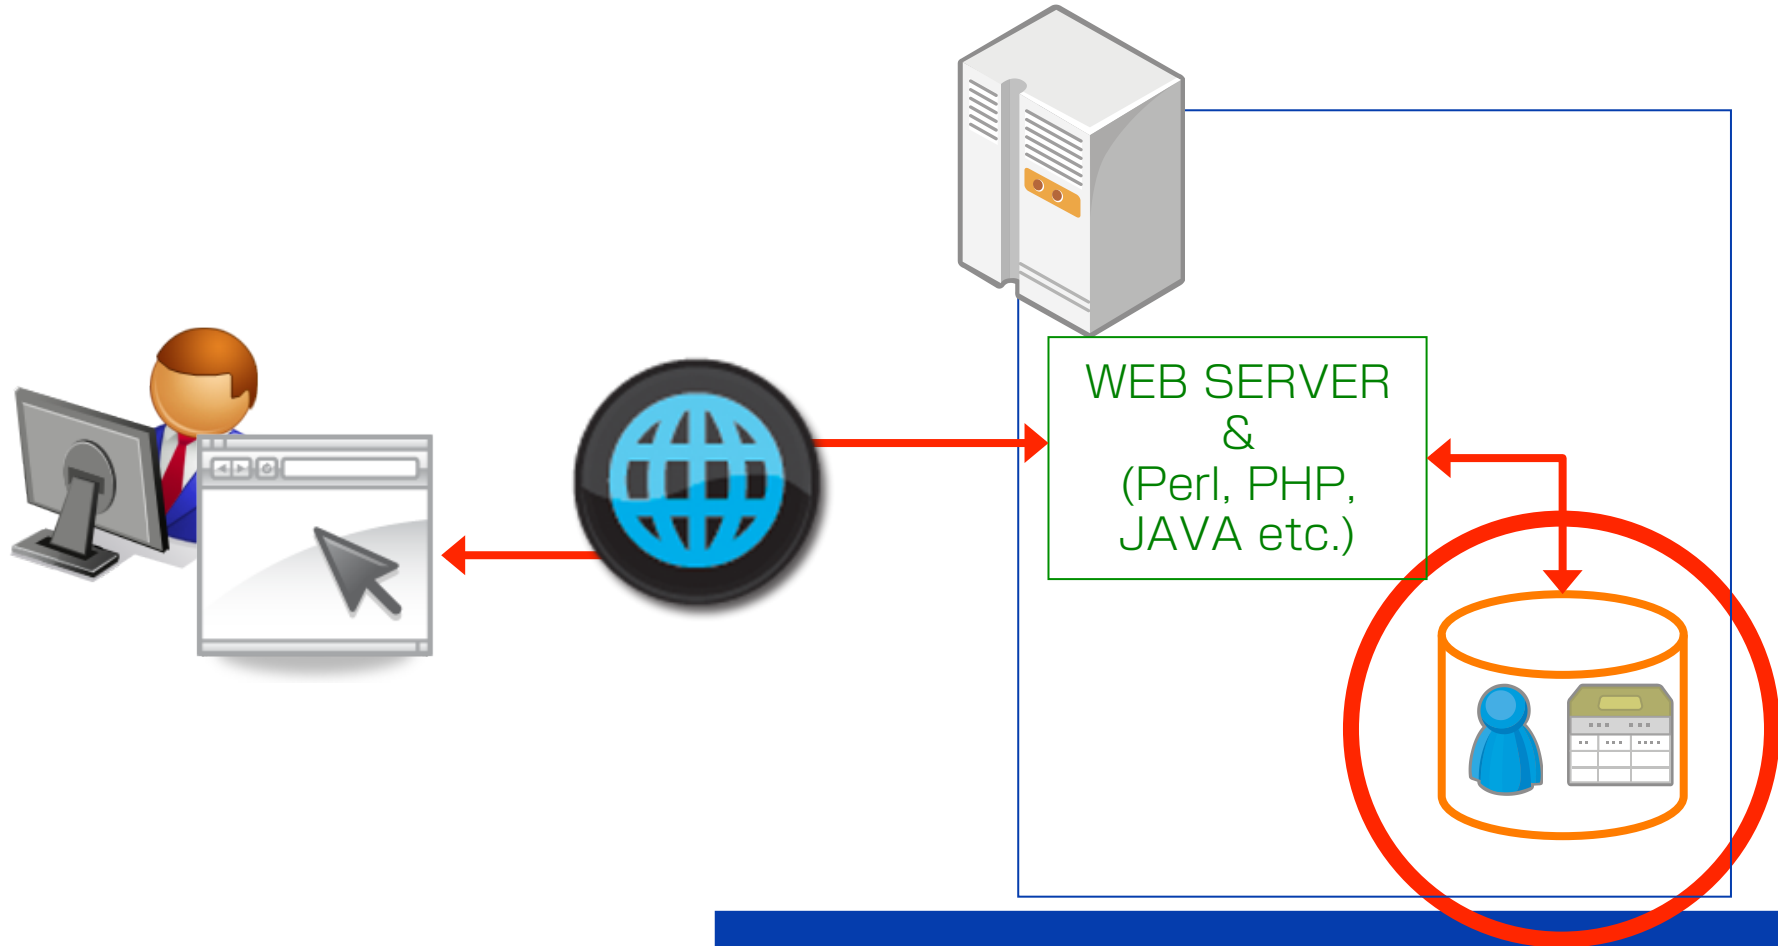 WEB SERVER
&
(Perl, PHP,
JAVA etc.)